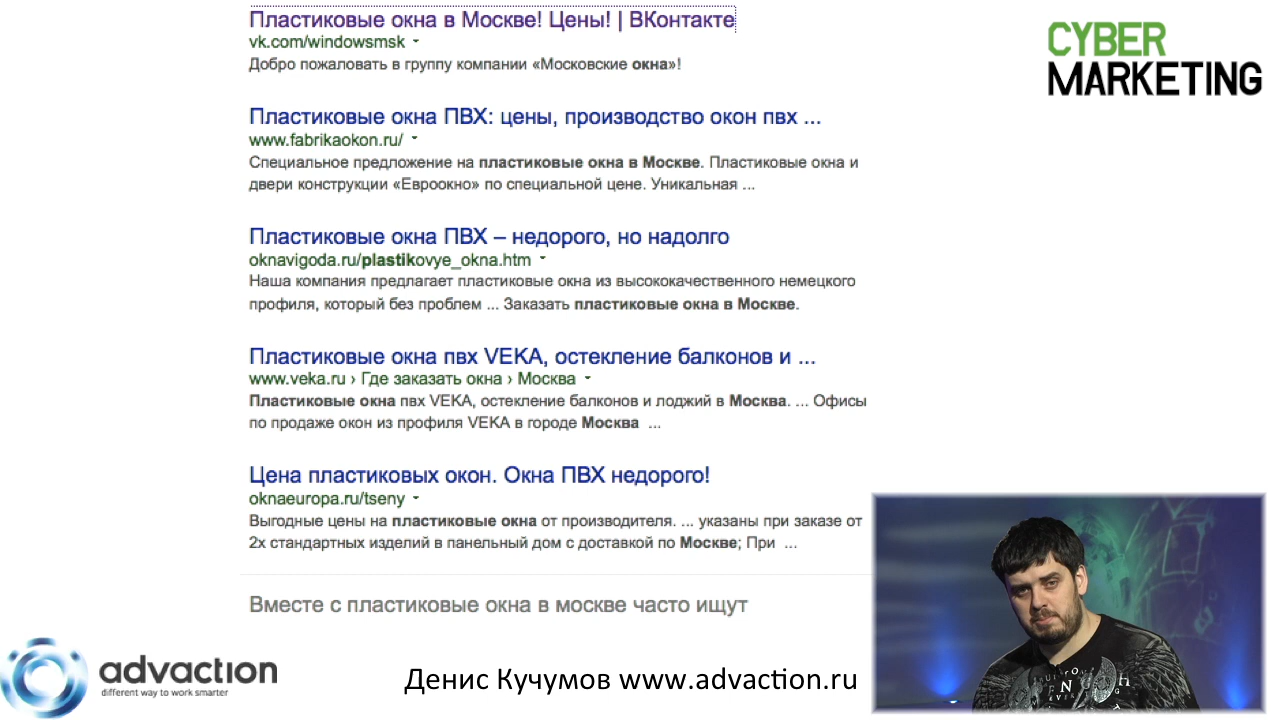 Пластиковые окна в Москве! Цены! | ВКонтакте
vk.com/windowsmsk
Добро пожаловать в группу компании «Московские окна»!
CYBER
MARKETING
Пластиковые окна ПВХ: цены, производство окон пвх ...
www.fabrikaokon.ru/
Специальное предложение на пластиковые окна в Москве. Пластиковые окна и
двери конструкции «Евроокно» по специальной цене. Уникальная ...
Пластиковые окна ПВХ – недорого, но надолго
oknavigoda.ru/plastikovye_okna.htm
Наша компания предлагает пластиковые окна из высококачественного немецкого
профиля, который без проблем ... Заказать пластиковые окна в Москве.
Пластиковые окна пвх VEKA, остекление балконов и ...
www.veka.ru › Где заказать окна › Москва
Пластиковые окна пвх VEKA, остекление балконов и лоджий в Москва. ... Офисы
по продаже окон из профиля VEKA в городе Москва ...
Цена пластиковых окон. Окна ПВХ недорого!
oknaeuropa.ru/tseny
Выгодные цены на пластиковые окна от производителя. ... указаны при заказе от
2х стандартных изделий в панельный дом с доставкой по Москве; При ...
Вместе с пластиковые окна в москве часто ищут
advaction
different way to work smarter
Денис Кучумов www.advaction.ru